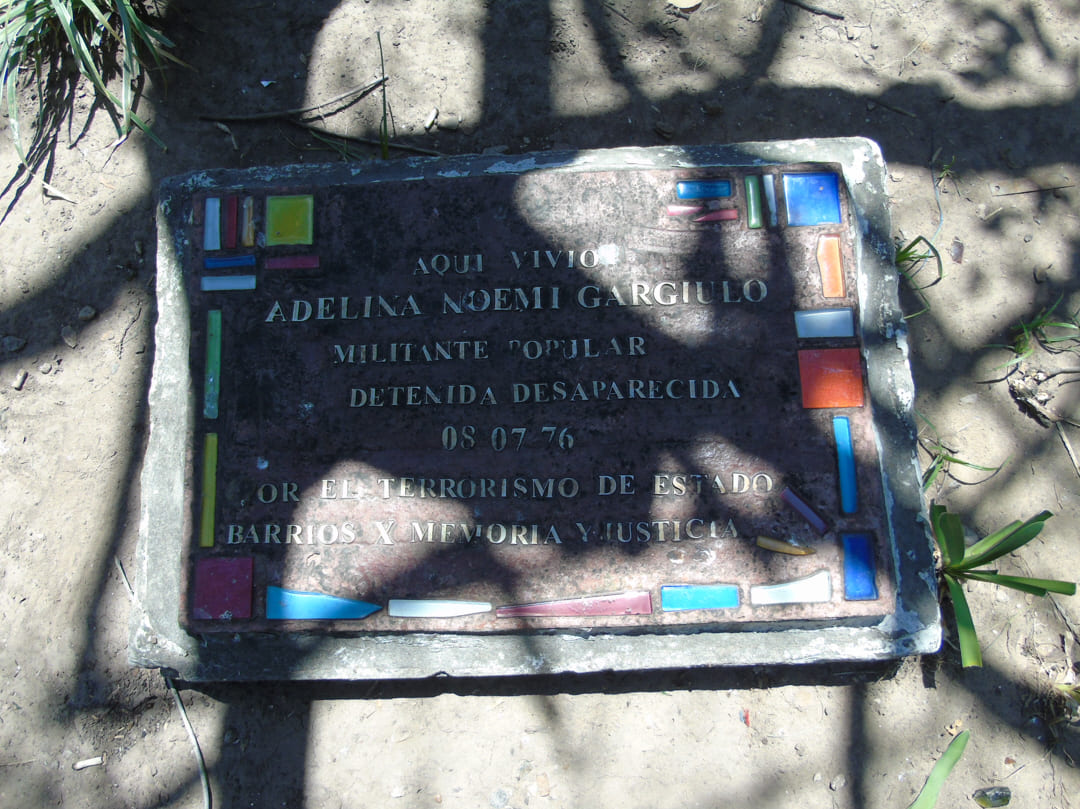 AQUI VIVIO
ADELINA NOEMI GARGIULO
MILITANTE POPULAR
DETENIDA DESAPARECIDA
08 07 76
POR EL TERRORISMO DE ESTADO
BARRIOS X MEMORIA Y JUSTICIA